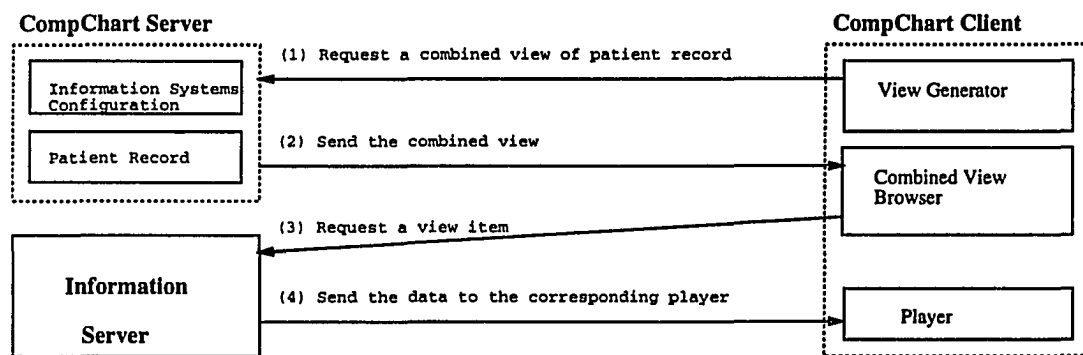 CompChart Server
CompChart Client
(1) Request a combined view of patient record
Information Systems
Configuration
View Generator
(2) Send the combined view
Patient Record
Combined View
Browser
(3) Request a view item
Information
Server
(4) Send the data to the corresponding player
Player